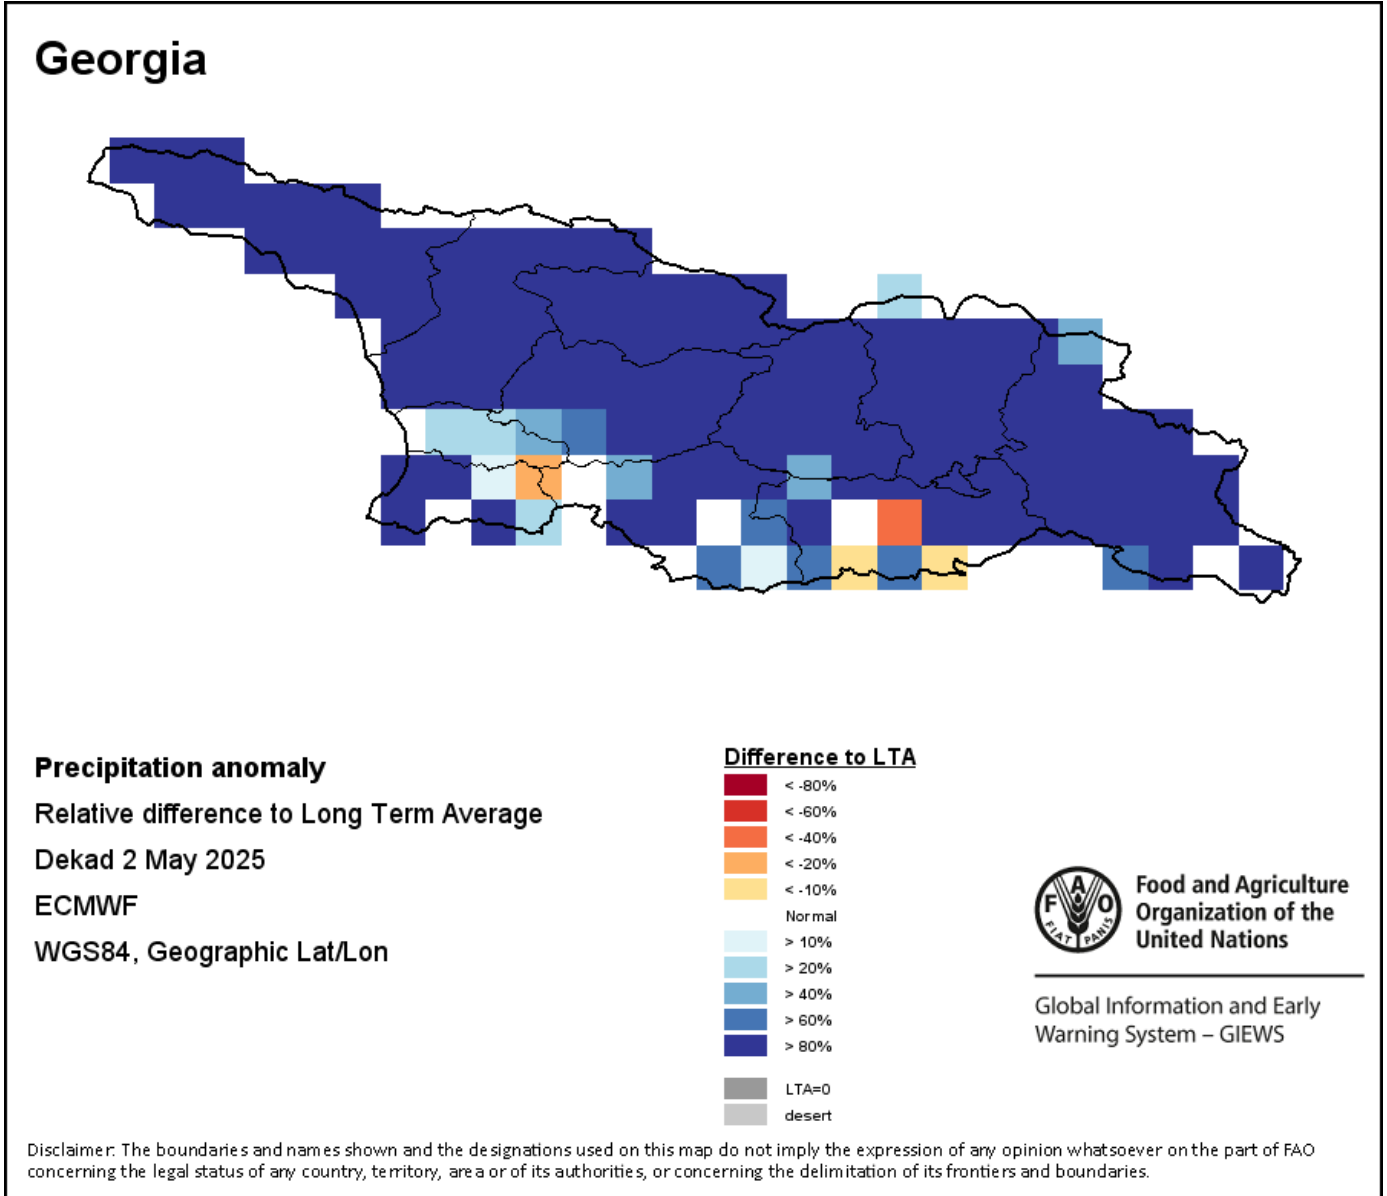 Georgia
Precipitation anomaly
Relative difference to Long Term Average
Dekad 2 May 2025
ECMWF
WGS84, Geographic Lat/Lon
Difference to LTA
< -80%
< -60%
< -40%
< -20%
< -10%
Normal
> 10%
> 20%
> 40%
> 60%
> 80%
LTA=0
desert
F A O
FIAT PANIS
Food and Agriculture
Organization of the
United Nations
Global Information and Early
Warning System – GIEWS
Disclaimer: The boundaries and names shown and the designations used on this map do not imply the expression of any opinion whatsoever on the part of FAO
concerning the legal status of any country, territory, area or of its authorities, or concerning the delimitation of its frontiers and boundaries.